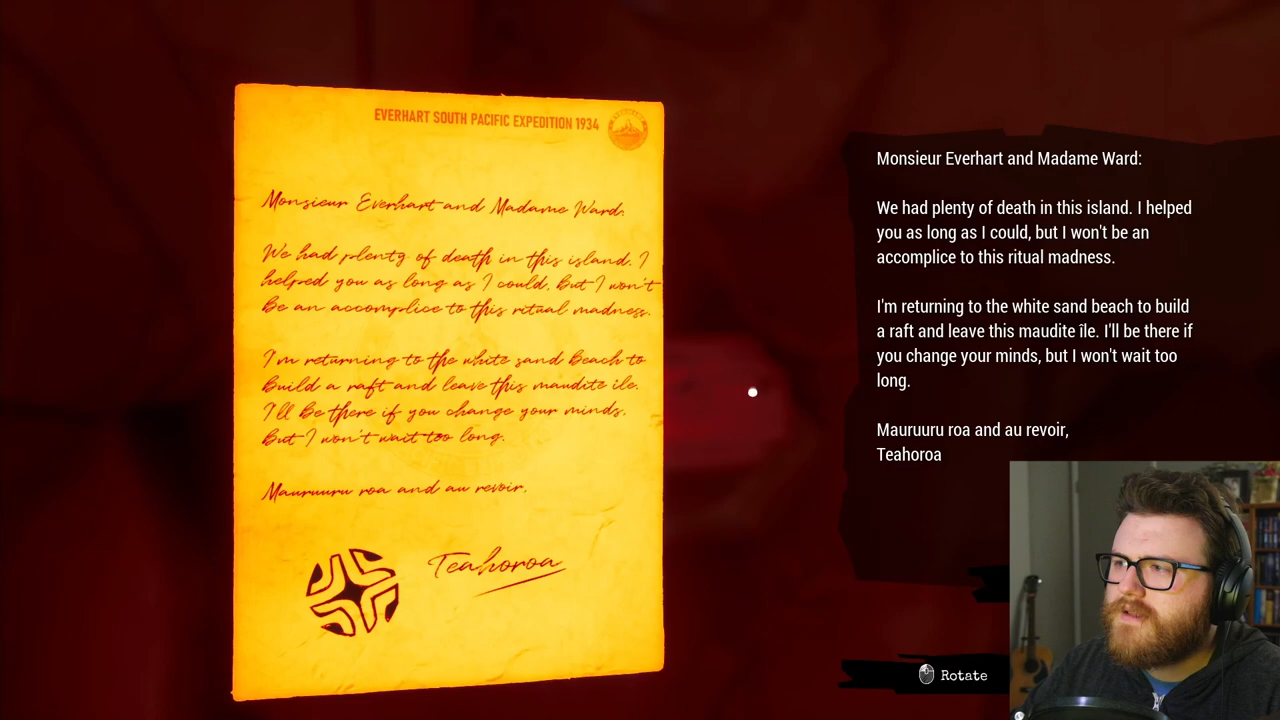 EVERHART SOUTH PACIFIC EXPEDITION 1934
Monsieur Everhart and Madame Ward:
We had plenty of death in this island. I
helped you as long as I could, but I won't
be an accomplice to this ritual madness.
I'm returning to the white sand beach to
build a raft and leave this maudite ile.
I'll be there if you change your minds,
but I won't wait too long.
Mauruuru roa and au revoir,
Teahoroa
Monsieur Everhart and Madame Ward:
We had plenty of death in this island. I helped
you as long as I could, but I won't be an
accomplice to this ritual madness.
I'm returning to the white sand beach to build
a raft and leave this maudite île. I'll be there if
you change your minds, but I won't wait too
long.
Mauruuru roa and au revoir,
Teahoroa
Rotate